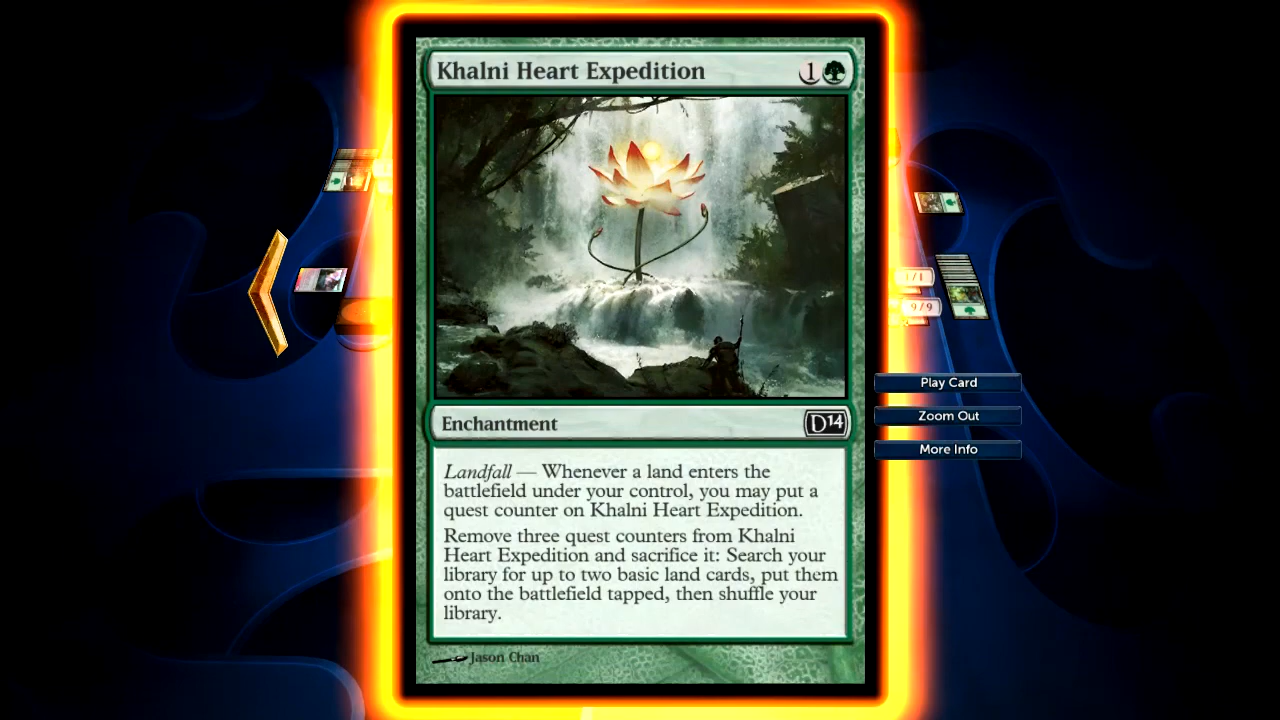 Khalni Heart Expedition 1
Enchantment D14
Landfall — Whenever a land enters the
battlefield under your control, you may put a
quest counter on Khalni Heart Expedition.
Remove three quest counters from Khalni
Heart Expedition and sacrifice it: Search your
library for up to two basic land cards, put them
onto the battlefield tapped, then shuffle your
library.
Jason Chan
1/1
9/9
Play Card
Zoom Out
More Info